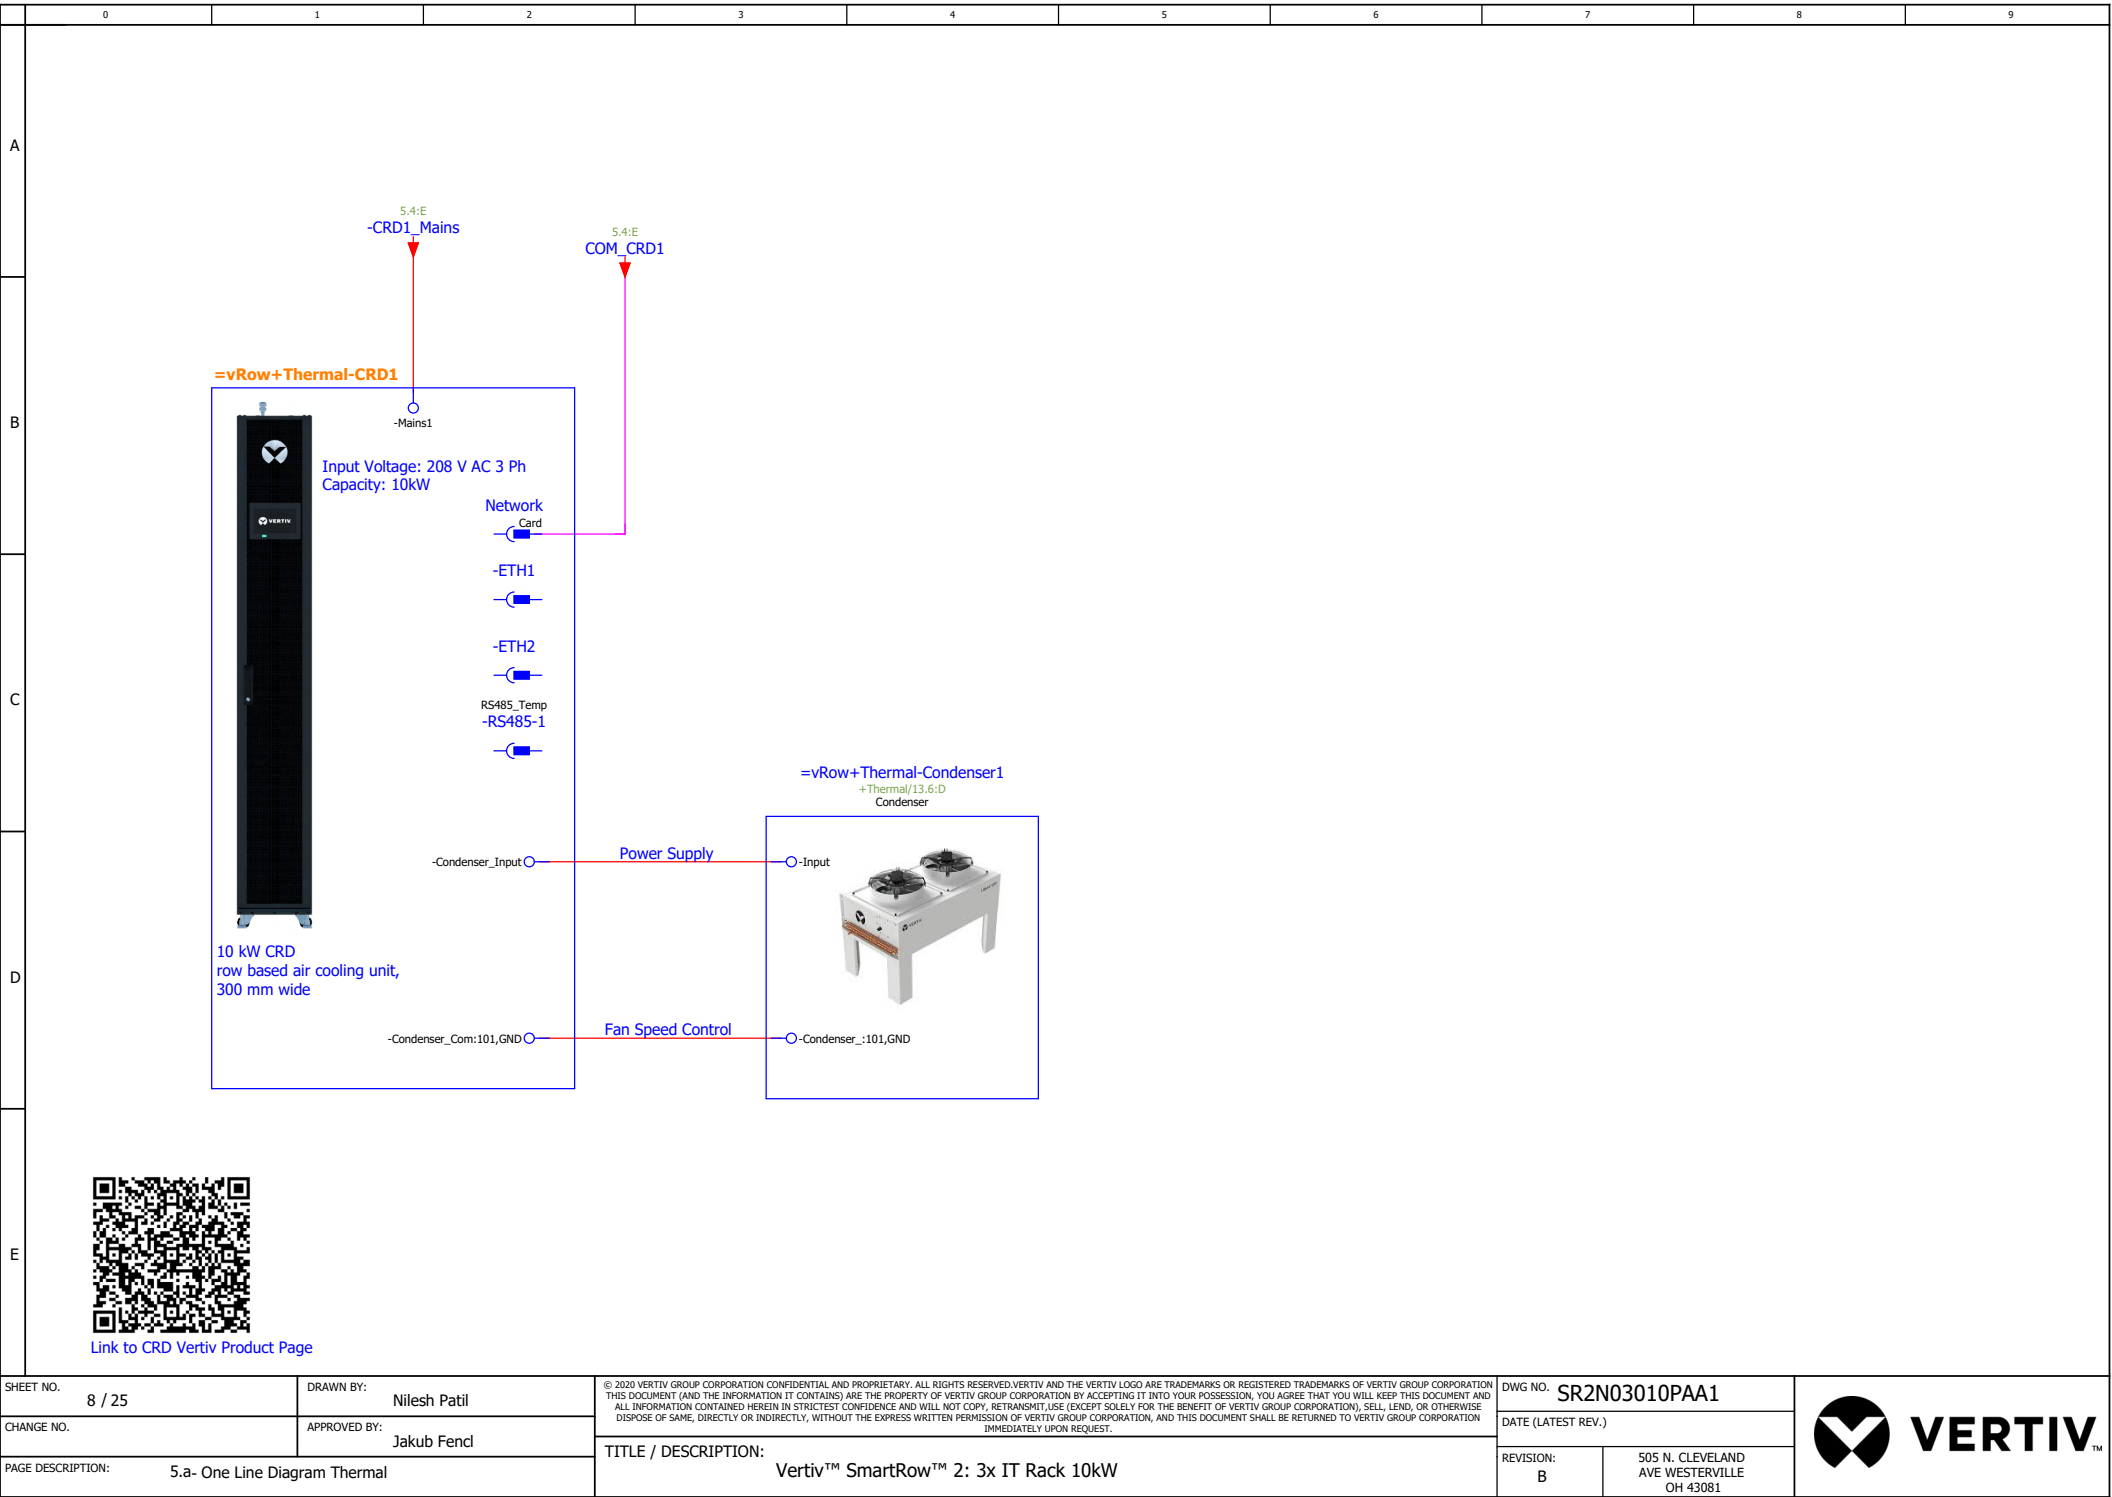 0 1 2 3 4 5 6 7 8 9
A
B
C
D
E
5.4:E
-CRD1_Mains
5.4:E
COM_CRD1
=vRow+Thermal-CRD1
-Mains1
Input Voltage: 208 V AC 3 Ph
Capacity: 10kW
Network
Card
VERTIV
-ETH1
-ETH2
RS485_Temp
-RS485-1
=vRow+Thermal-Condenser1
+Thermal/13.6:D
Condenser
-Condenser_Input
Power Supply
-Input
VERTIV
10 kW CRD
row based air cooling unit,
300 mm wide
-Condenser_Com:101,GND
Fan Speed Control
-Condenser_:101,GND
Link to CRD Vertiv Product Page
SHEET NO.
8 / 25
DRAWN BY:
Nilesh Patil
CHANGE NO.
APPROVED BY:
Jakub Fencl
PAGE DESCRIPTION:
5.a- One Line Diagram Thermal
© 2020 VERTIV GROUP CORPORATION CONFIDENTIAL AND PROPRIETARY. ALL RIGHTS RESERVED.VERTIV AND THE VERTIV LOGO ARE TRADEMARKS OR REGISTERED TRADEMARKS OF VERTIV GROUP CORPORATION
THIS DOCUMENT (AND THE INFORMATION IT CONTAINS) ARE THE PROPERTY OF VERTIV GROUP CORPORATION BY ACCEPTING IT INTO YOUR POSSESSION, YOU AGREE THAT YOU WILL KEEP THIS DOCUMENT AND
ALL INFORMATION CONTAINED HEREIN IN STRICTEST CONFIDENCE AND WILL NOT COPY, RETRANSMIT,USE (EXCEPT SOLELY FOR THE BENEFIT OF VERTIV GROUP CORPORATION), SELL, LEND, OR OTHERWISE
DISPOSE OF SAME, DIRECTLY OR INDIRECTLY, WITHOUT THE EXPRESS WRITTEN PERMISSION OF VERTIV GROUP CORPORATION, AND THIS DOCUMENT SHALL BE RETURNED TO VERTIV GROUP CORPORATION
IMMEDIATELY UPON REQUEST.
TITLE / DESCRIPTION:
Vertiv™ SmartRow™ 2: 3x IT Rack 10kW
DWG NO. SR2N03010PAA1
DATE (LATEST REV.)
REVISION:
B
505 N. CLEVELAND
AVE WESTERVILLE
OH 43081
VERTIV™